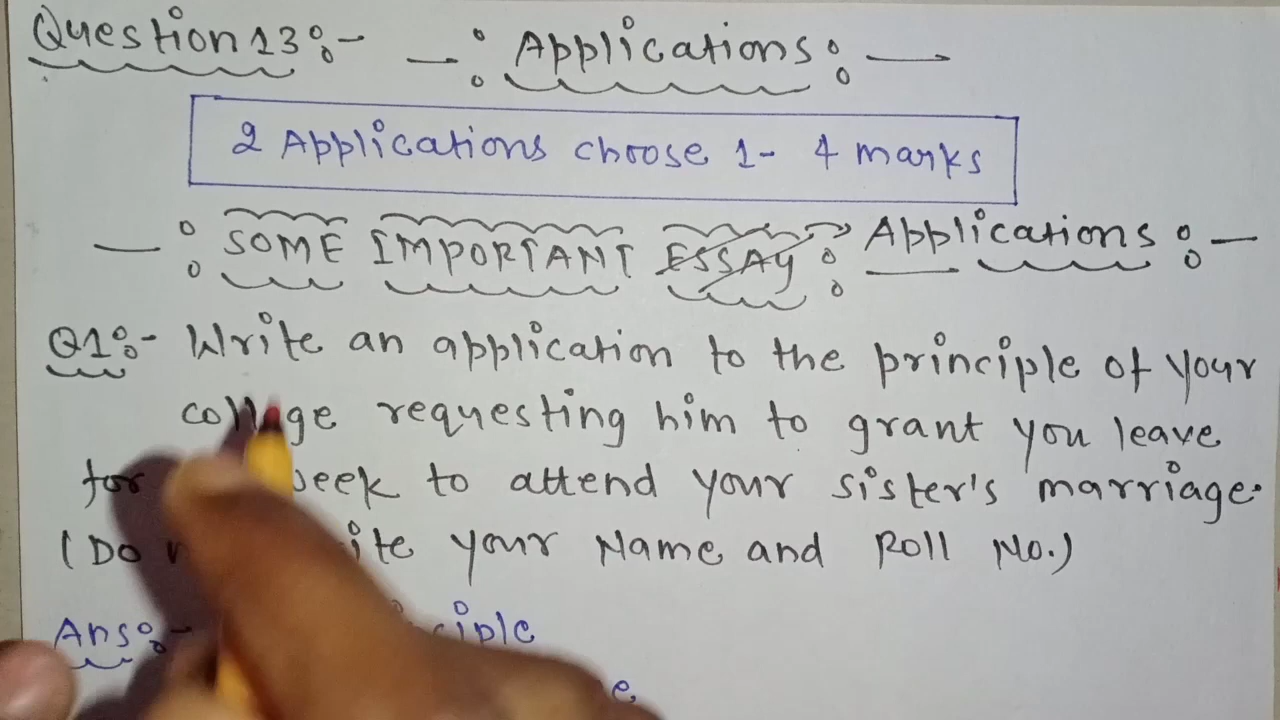 Question 13:- -: Applications: -
2 Applications choose 1- 4 marks
-: SOME IMPORTANT ESSAY: Applications:-
Q1:- Write an application to the principle of your
college requesting him to grant you leave
for week to attend your sister's marriage.
(Do your Name and Roll No.)
Ans:-